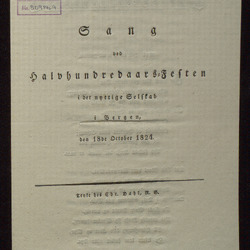 Sang
ved
Halvhundredaars-Festen
i det nyttige Selskab
i Bergen,
den 18de October 1824.
Trykt hos Chr. Dahl, R. B.